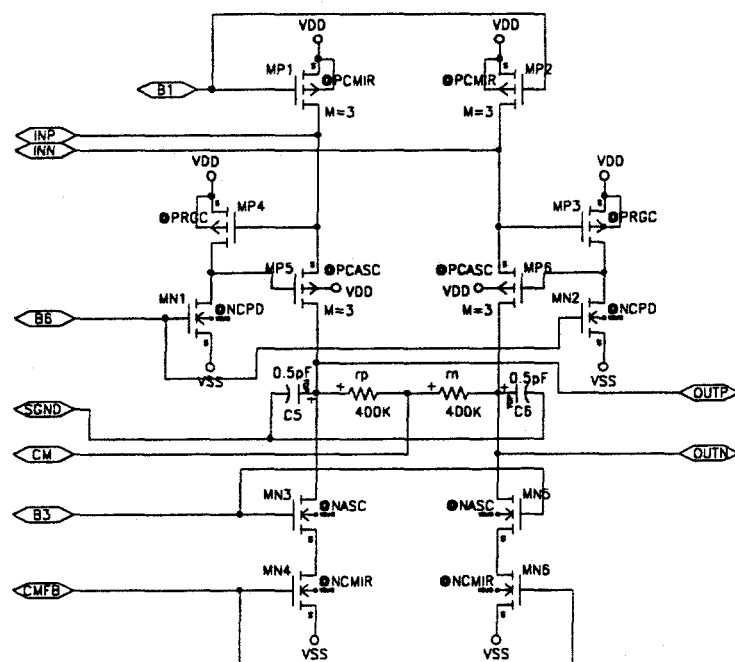 VDD VDD
MP1 @PCMIR @PCMIR MP2
B1
M=3 M=3
INP
INN
VDD VDD
@PRGC MP4 MP3 @PRGC
MP5 @PCASC @PCASC MP6
VDD VDD
MN1 @NCPD MN2 @NCPD
M=3 M=3
B6
VSS VSS
0.5pF rp rn 0.5pF
OUTP
SGND C5 400K 400K C6
CM OUTN
MN3 @NASC @NASC MN5
B3
MN4 @NCMIR @NCMIR MN6
CMFB
VSS VSS